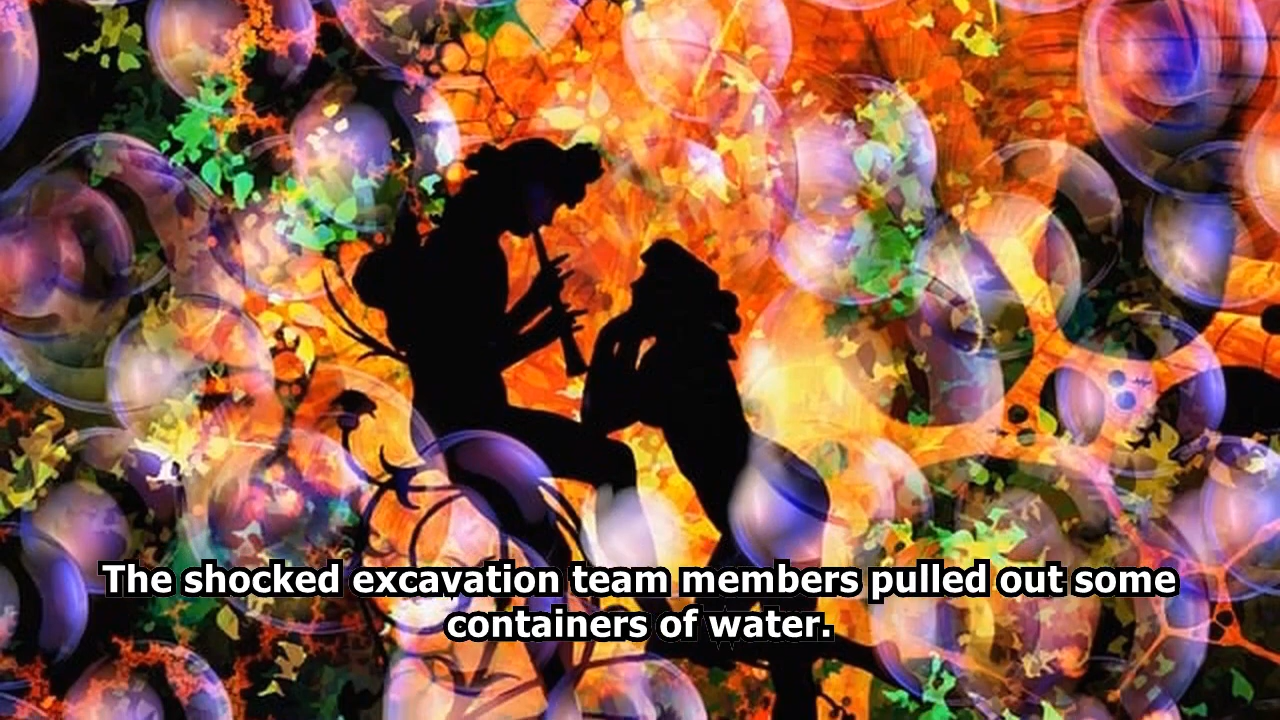 The shocked excavation team members pulled out some
containers of water.